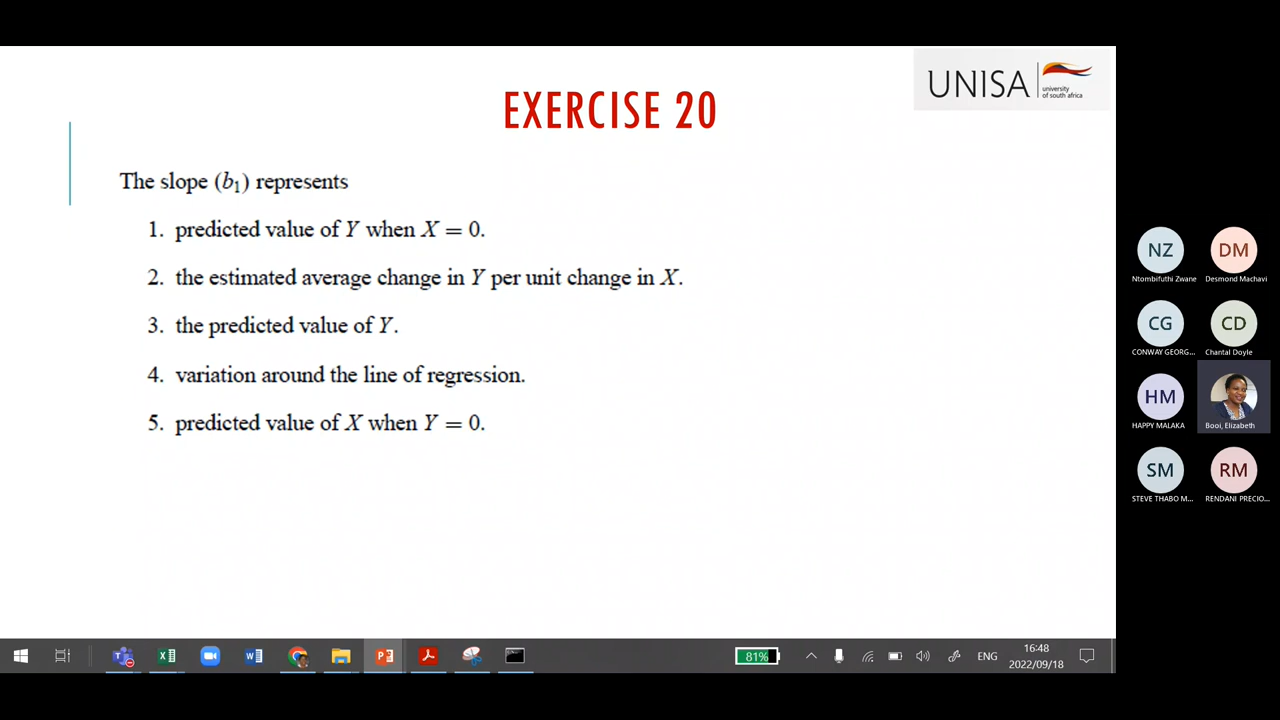 UNISA
university
of south africa
EXERCISE 20
The slope (b₁) represents
1. predicted value of Y when X = 0.
2. the estimated average change in Y per unit change in X.
3. the predicted value of Y.
4. variation around the line of regression.
5. predicted value of X when Y = 0.
NZ
Ntombifuthi Zwane
DM
Desmond Machavi
CG
CONWAY GEORG...
CD
Chantal Doyle
HM
HAPPY MALAKA
Booi, Elizabeth
SM
STEVE THABO M...
RM
RENDANI PRECIO...
81%
ENG
16:48
2022/09/18